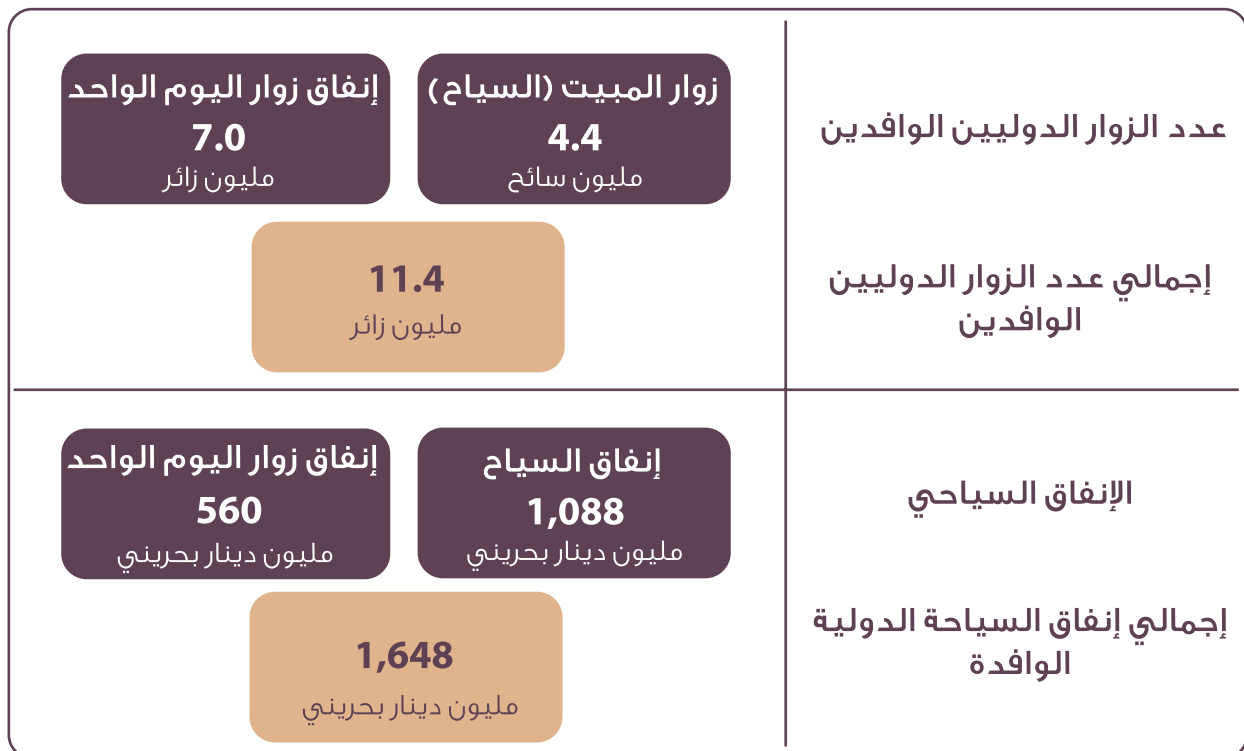 عدد الزوار الدوليين الوافدين
زوار المبيت (السياح)
4.4
مليون سائح
إنفاق زوار اليوم الواحد
7.0
مليون زائر
إجمالي عدد الزوار الدوليين
الوافدين
11.4
مليون زائر
الإنفاق السياحي
إنفاق السياح
1,088
مليون دينار بحريني
إنفاق زوار اليوم الواحد
560
مليون دينار بحريني
إجمالي إنفاق السياحة الدولية
الوافدة
1,648
مليون دينار بحريني